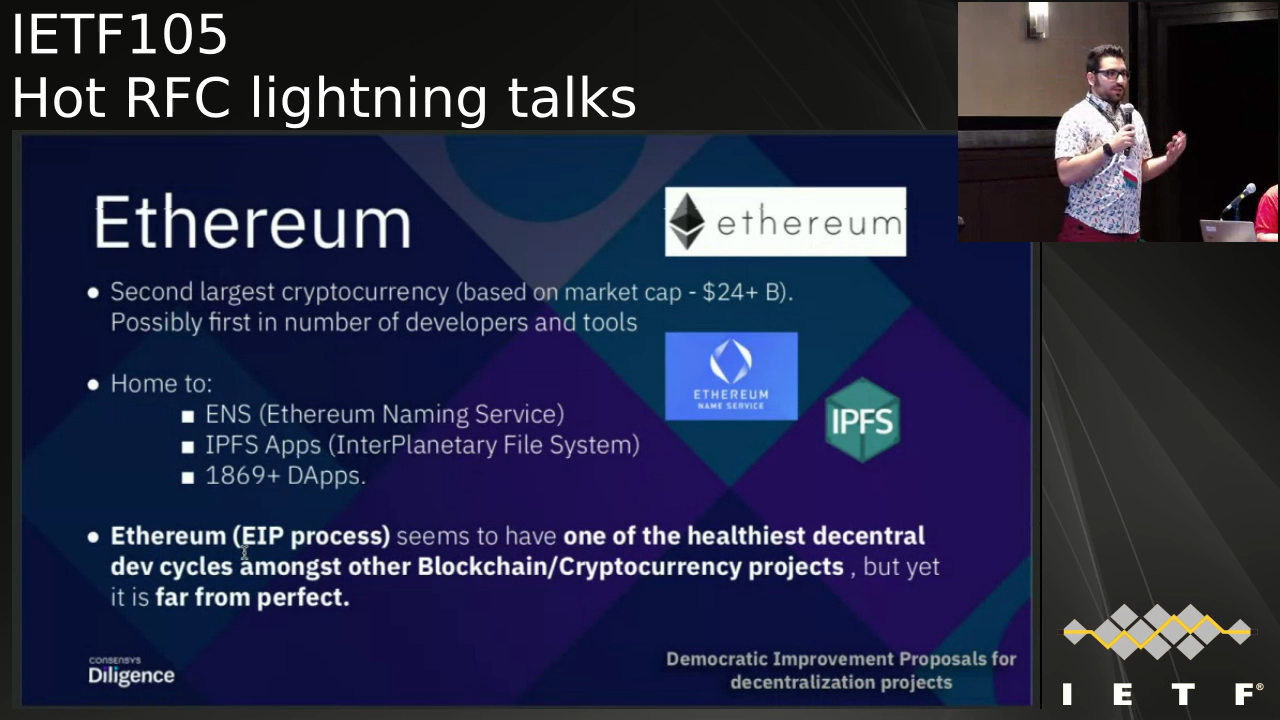 IETF105
Hot RFC lightning talks
Ethereum
ethereum
● Second largest cryptocurrency (based on market cap - $24+ B).
Possibly first in number of developers and tools
ETHEREUM
NAME SERVICE
● Home to:
■ ENS (Ethereum Naming Service)
■ IPFS Apps (InterPlanetary File System)
■ 1869+ DApps.
IPFS
● Ethereum (EIP process) seems to have one of the healthiest decentral
dev cycles amongst other Blockchain/Cryptocurrency projects , but yet
it is far from perfect.
CONSENSYS
Diligence
Democratic Improvement Proposals for
decentralization projects
I E T F®